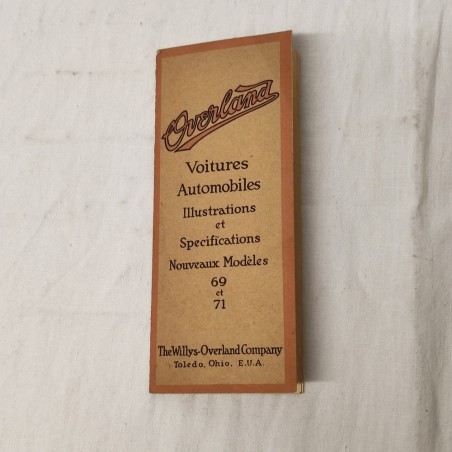 Overland
Voitures
Automobiles
Illustrations
et
Specifications
Nouveaux Modèles
69
et
71
The Willys-Overland Company
Toledo, Ohio, E.U.A.